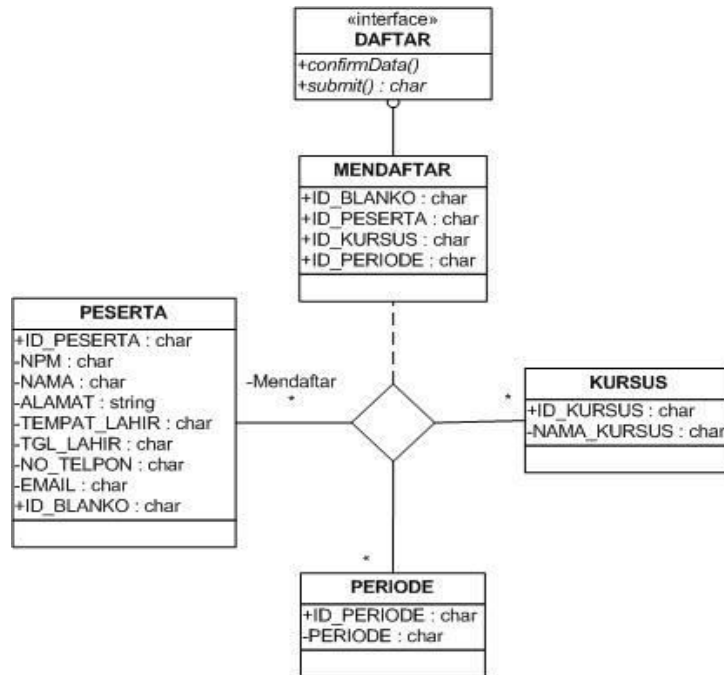 «interface»
DAFTAR
+confirmData()
+submit() : char
MENDAFTAR
+ID_BLANKO : char
+ID_PESERTA : char
+ID_KURSUS : char
+ID_PERIODE : char
PESERTA
+ID_PESERTA : char
-NPM : char
-NAMA : char
-ALAMAT : string
-TEMPAT_LAHIR : char
-TGL_LAHIR : char
-NO_TELPON : char
-EMAIL : char
+ID_BLANKO : char
-Mendaftar
*
*
KURSUS
+ID_KURSUS : char
-NAMA_KURSUS : char
*
PERIODE
+ID_PERIODE : char
-PERIODE : char